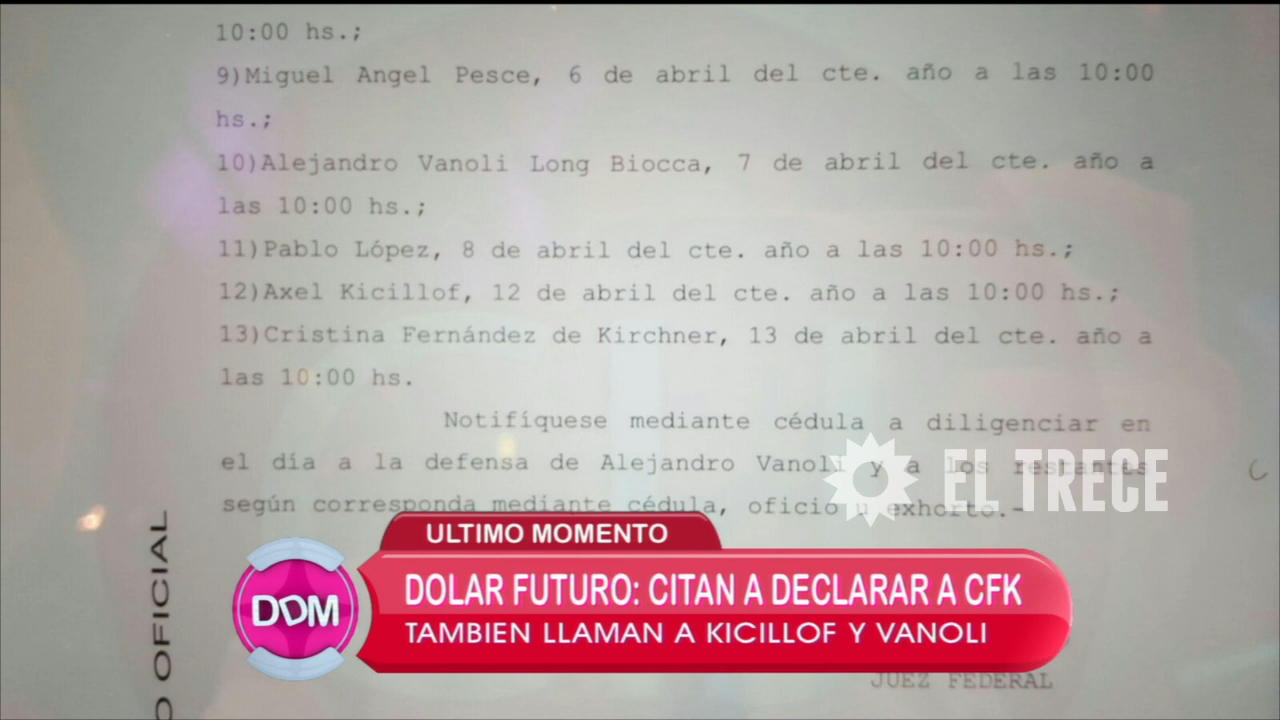 10:00 hs.;
9)Miguel Angel Pesce, 6 de abril del cte. año a las 10:00
hs.;
10)Alejandro Vanoli Long Biocca, 7 de abril del cte. año a
las 10:00 hs.;
11)Pablo López, 8 de abril del cte. año a las 10:00 hs.;
12)Axel Kicillof, 12 de abril del cte. año a las 10:00 hs.;
13)Cristina Fernández de Kirchner, 13 de abril del cte. año a
las 10:00 hs.
Notifíquese mediante cédula a diligenciar en
el día a la defensa de Alejandro Vanoli y a los restantes
según corresponda mediante cédula, oficio u exhorto.-
EL TRECE
O OFICIAL
ULTIMO MOMENTO
DDM
DOLAR FUTURO: CITAN A DECLARAR A CFK
TAMBIEN LLAMAN A KICILLOF Y VANOLI
JUEZ FEDERAL